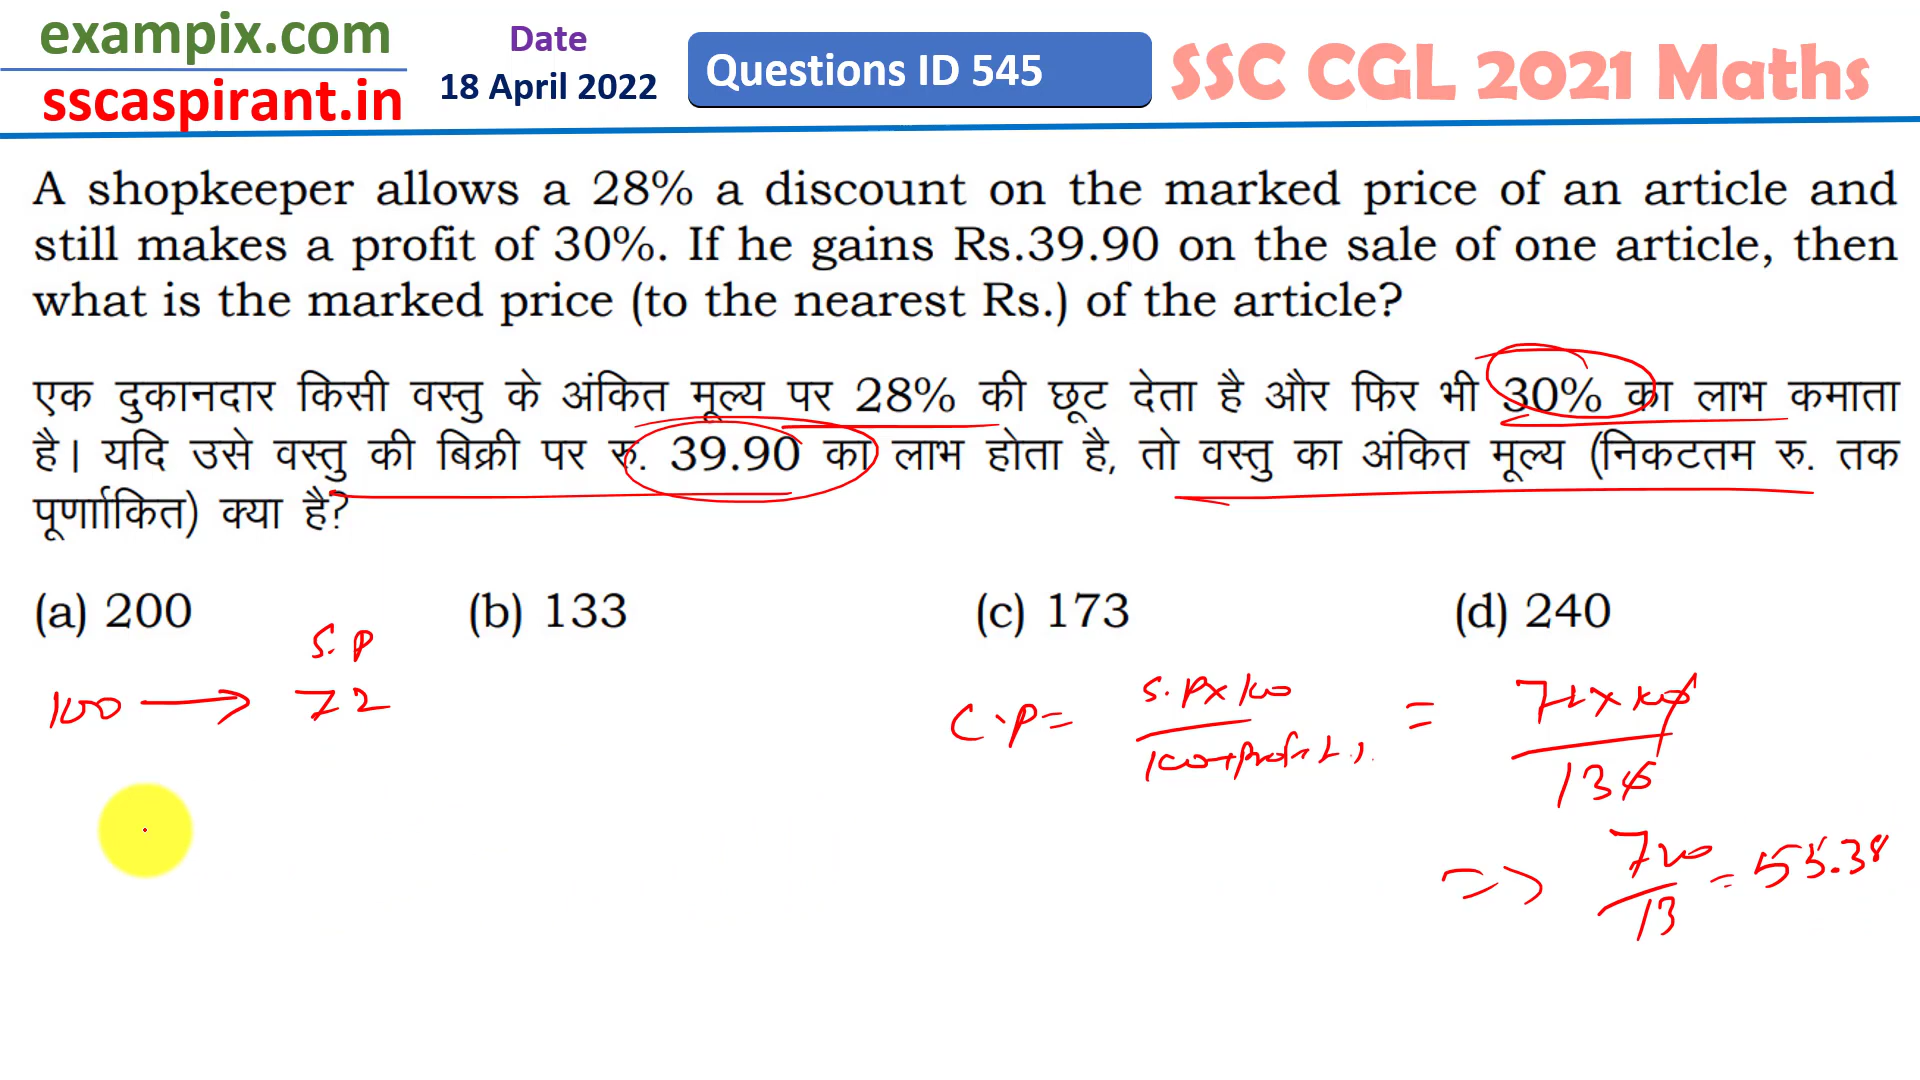 exampix.com
sscaspirant.in
Date
18 April 2022
Questions ID 545
SSC CGL 2021 Maths
A shopkeeper allows a 28% a discount on the marked price of an article and
still makes a profit of 30%. If he gains Rs.39.90 on the sale of one article, then
what is the marked price (to the nearest Rs.) of the article?
एक दुकानदार किसी वस्तु के अंकित मूल्य पर 28% की छूट देता है और फिर भी 30% का लाभ कमाता
है। यदि उसे वस्तु की बिक्री पर रु. 39.90 का लाभ होता है, तो वस्तु का अंकित मूल्य (निकटतम रु. तक
पूर्णाांकित) क्या है?
(a) 200 (b) 133 (c) 173 (d) 240
S.P
100 → 72
C.P = S.P×100 / 100+Profit = 72×100 / 130
=> 720 / 13 = 55.38